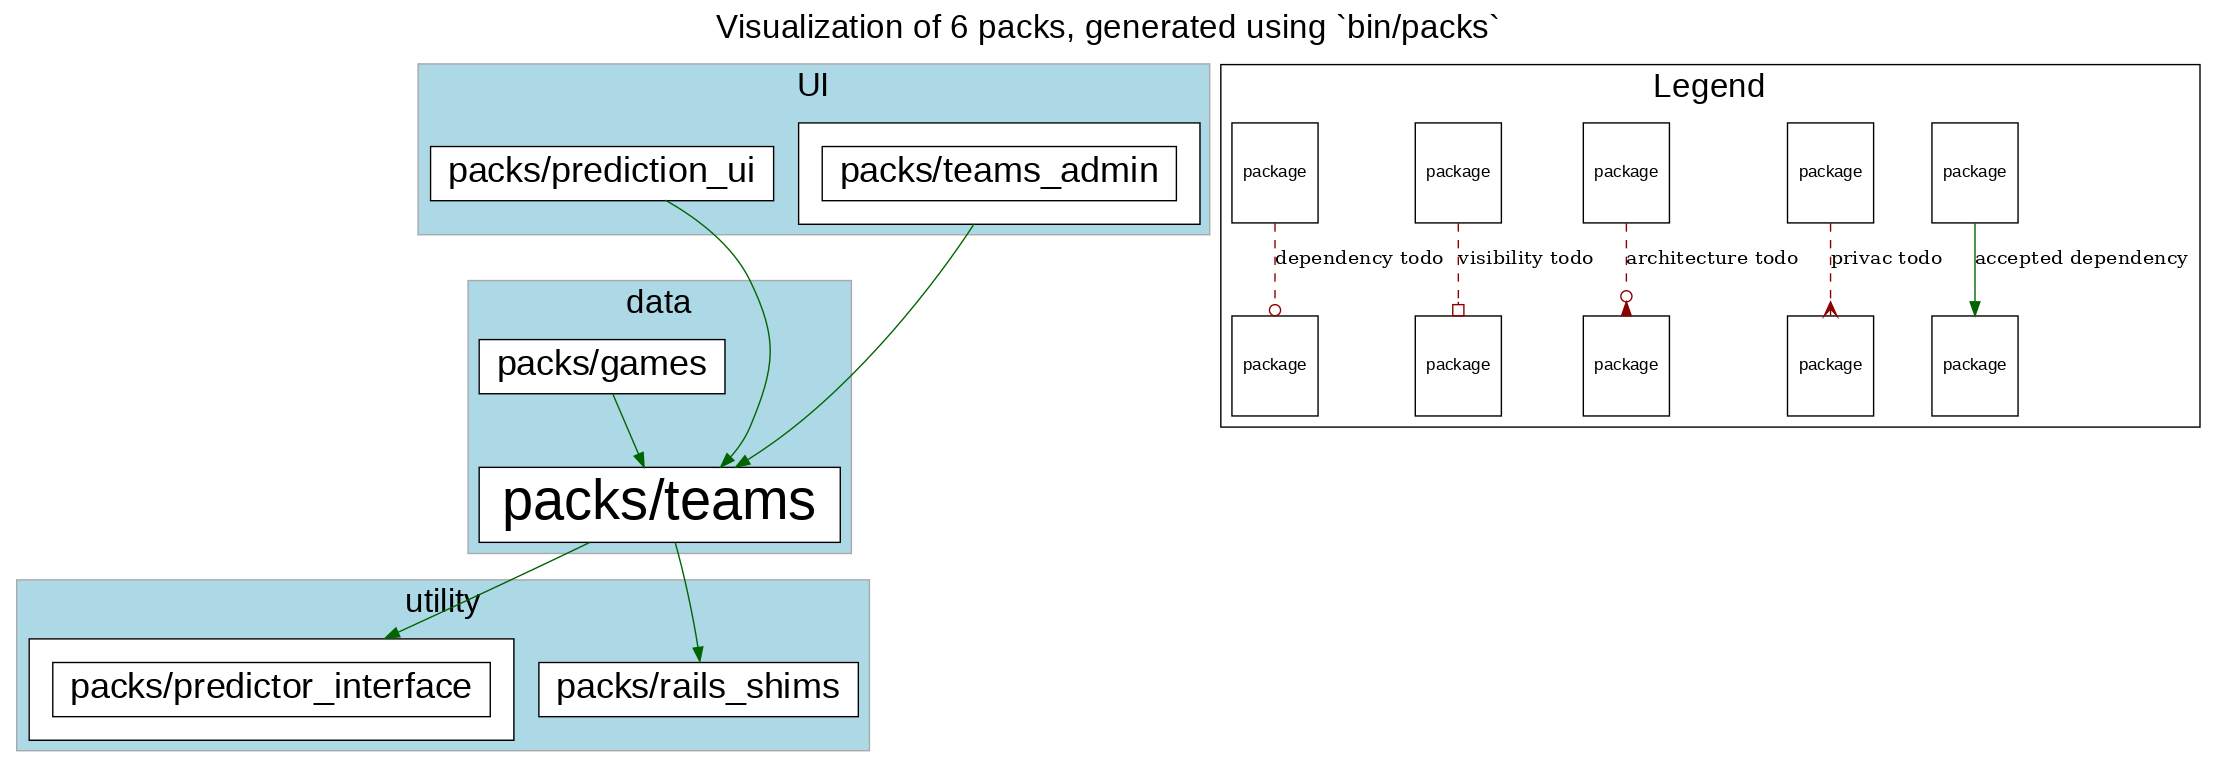 Visualization of 6 packs, generated using `bin/packs`
UI
packs/prediction_ui
packs/teams_admin
data
packs/games
packs/teams
utility
packs/predictor_interface
packs/rails_shims
Legend
package
package
package
package
package
dependency todo
visibility todo
architecture todo
privac todo
accepted dependency
package
package
package
package
package